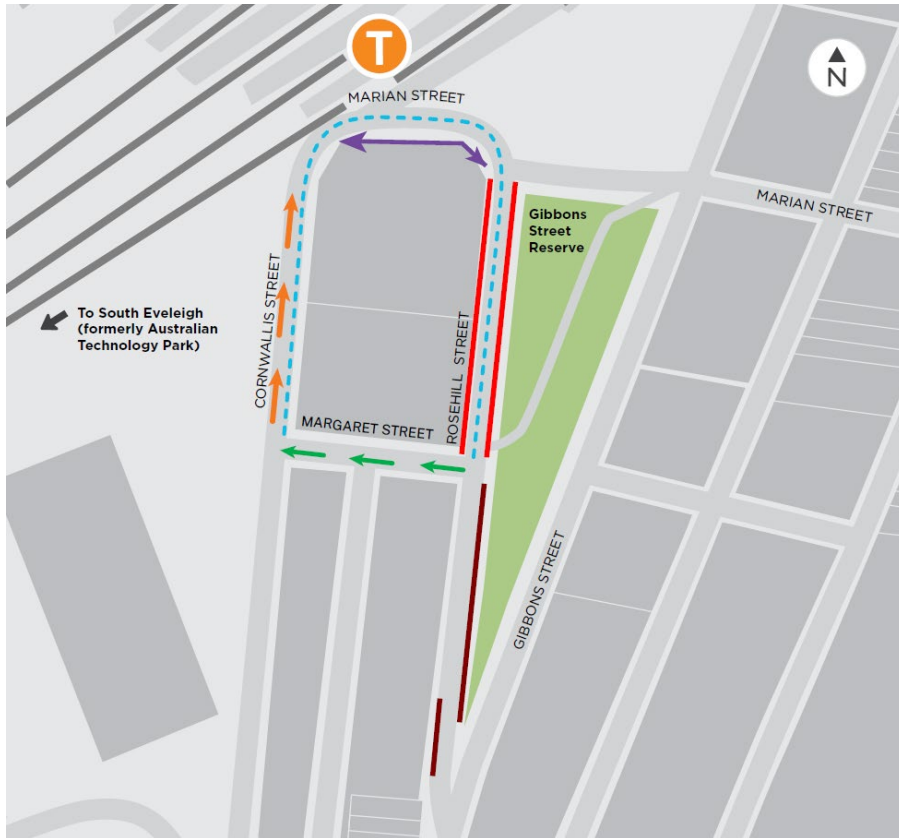 T
N
MARIAN STREET
MARIAN STREET
Gibbons
Street
Reserve
CORNWALLIS STREET
To South Eveleigh
(formerly Australian
Technology Park)
ROSEHILL STREET
MARGARET STREET
GIBBONS STREET